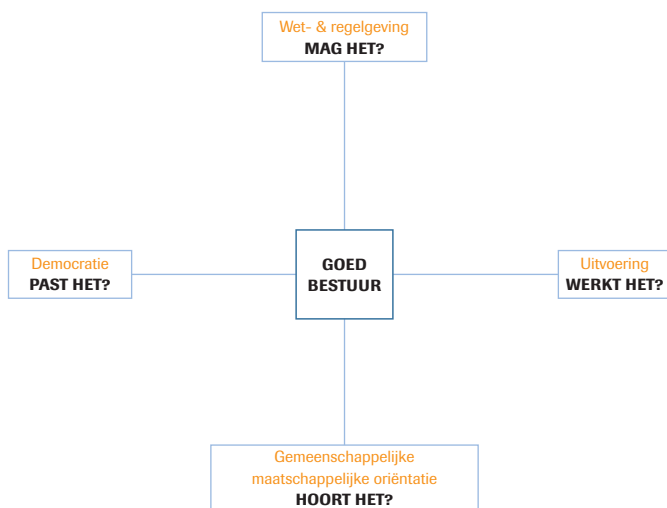 Wet- & regelgeving
MAG HET?
Democratie
PAST HET?
GOED
BESTUUR
Uitvoering
WERKT HET?
Gemeenschappelijke
maatschappelijke oriëntatie
HOORT HET?